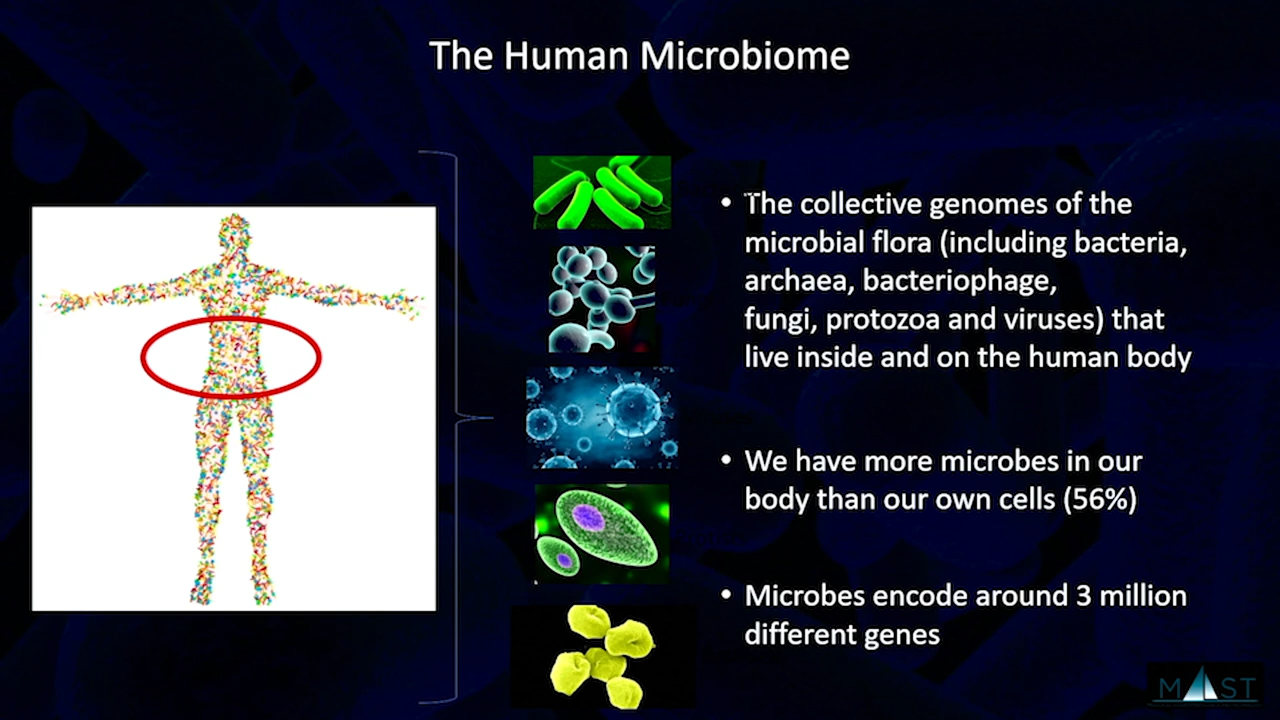 The Human Microbiome
• The collective genomes of the
microbial flora (including bacteria,
archaea, bacteriophage,
fungi, protozoa and viruses) that
live inside and on the human body
• We have more microbes in our
body than our own cells (56%)
• Microbes encode around 3 million
different genes
MAST